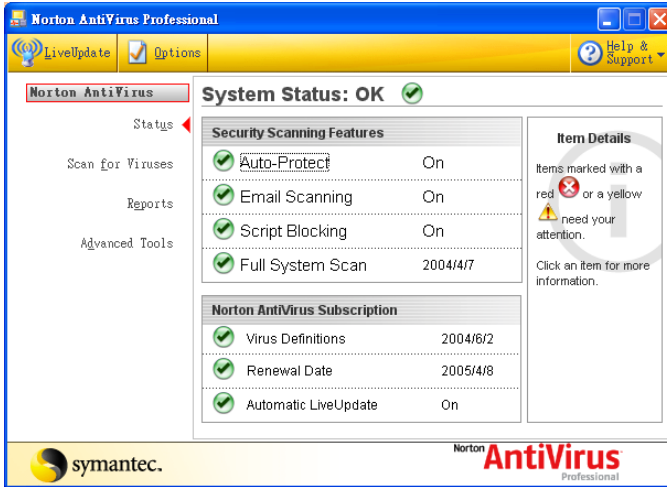 Norton AntiVirus Professional
LiveUpdate
Options
Help & Support
Norton AntiVirus
Status
Scan for Viruses
Reports
Advanced Tools
System Status: OK
Security Scanning Features
Auto-Protect On
Email Scanning On
Script Blocking On
Full System Scan 2004/4/7
Norton AntiVirus Subscription
Virus Definitions 2004/6/2
Renewal Date 2005/4/8
Automatic LiveUpdate On
Item Details
Items marked with a
red or a yellow
need your
attention.
Click an item for more
information.
symantec.
Norton AntiVirus
Professional